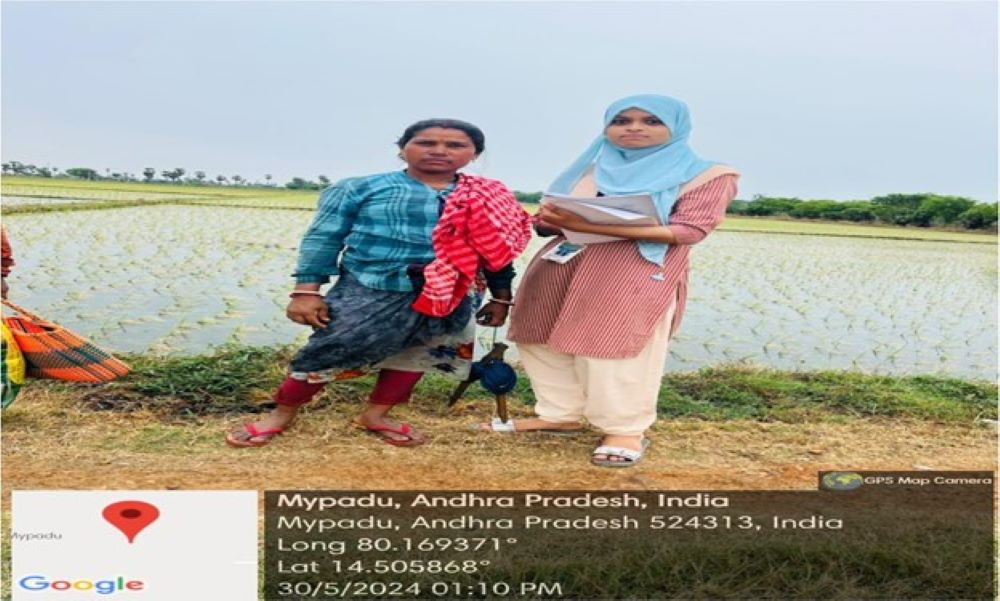 GPS Map Camera
Mypadu, Andhra Pradesh, India
Mypadu, Andhra Pradesh 524313, India
Long 80.169371°
Lat 14.505868°
30/5/2024 01:10 PM
Mypadu
Google